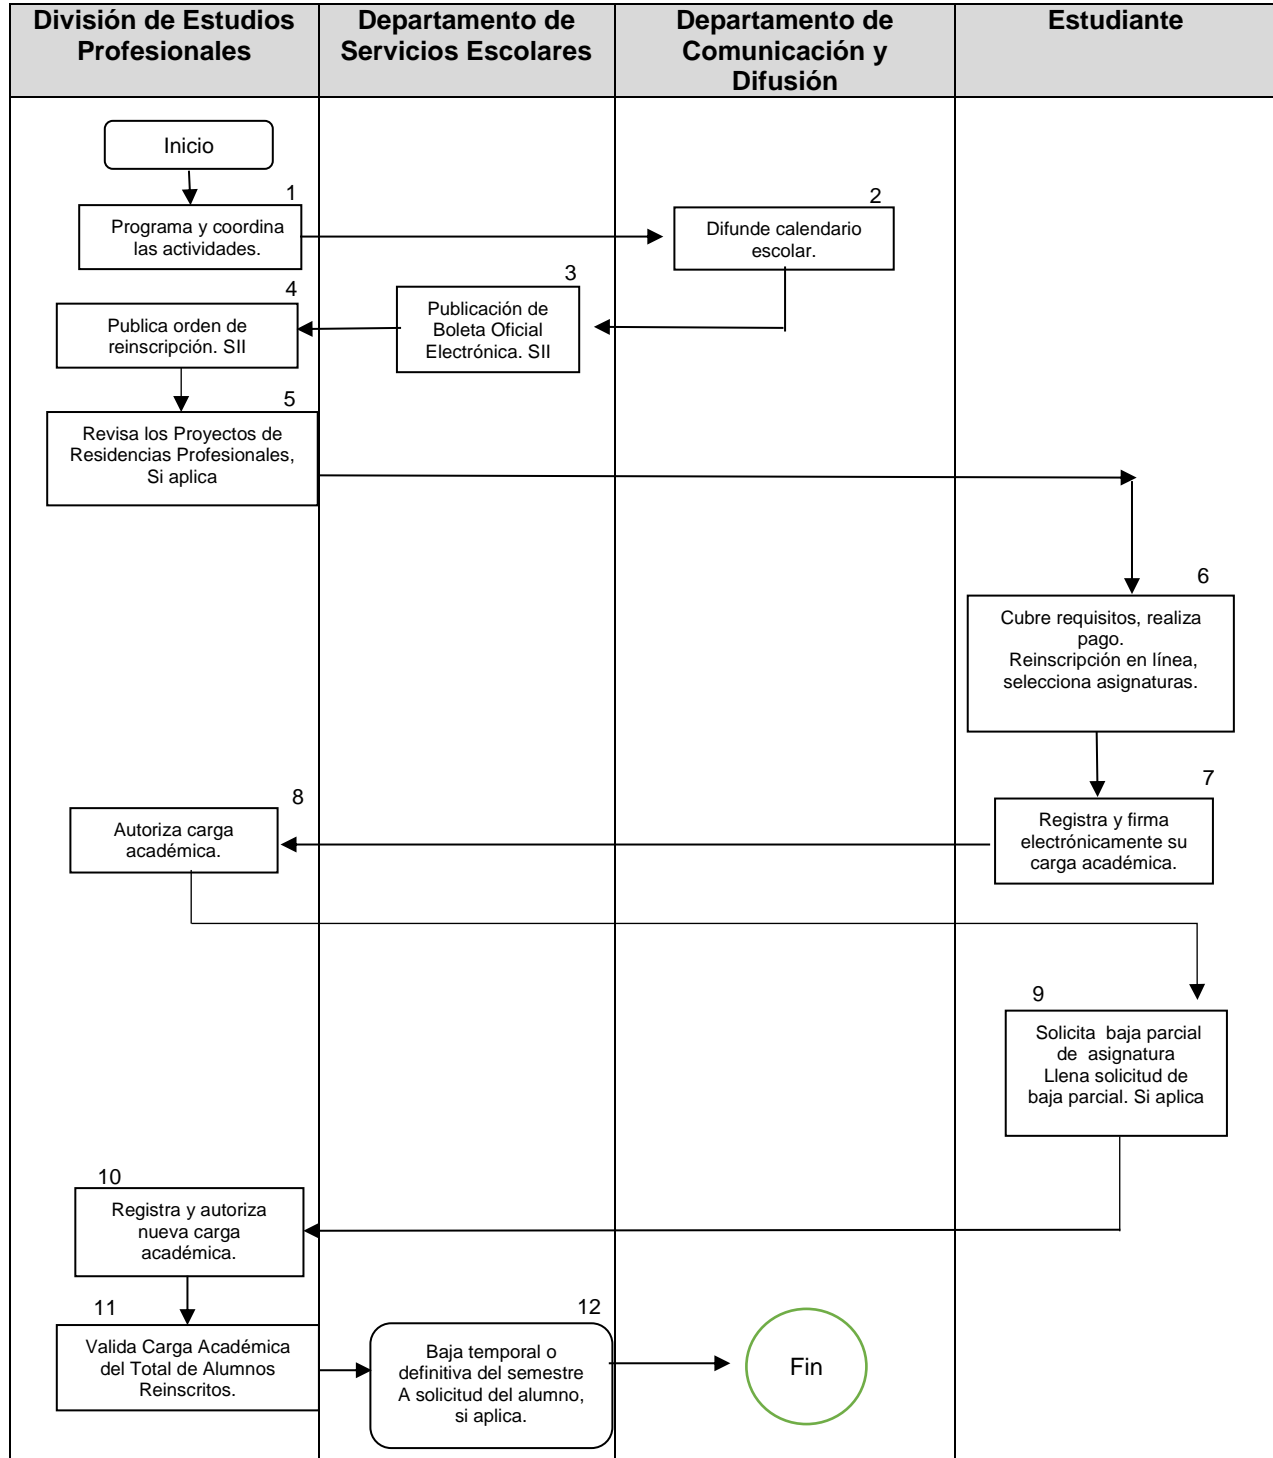 División de Estudios
Profesionales
Departamento de
Servicios Escolares
Departamento de
Comunicación y
Difusión
Estudiante
Inicio
1
Programa y coordina
las actividades.
2
Difunde calendario
escolar.
3
Publicación de
Boleta Oficial
Electrónica. SII
4
Publica orden de
reinscripción. SII
5
Revisa los Proyectos de
Residencias Profesionales,
Si aplica
6
Cubre requisitos, realiza
pago.
Reinscripción en línea,
selecciona asignaturas.
7
Registra y firma
electrónicamente su
carga académica.
8
Autoriza carga
académica.
9
Solicita baja parcial
de asignatura
Llena solicitud de
baja parcial. Si aplica
10
Registra y autoriza
nueva carga
académica.
11
Valida Carga Académica
del Total de Alumnos
Reinscritos.
12
Baja temporal o
definitiva del semestre
A solicitud del alumno,
si aplica.
Fin